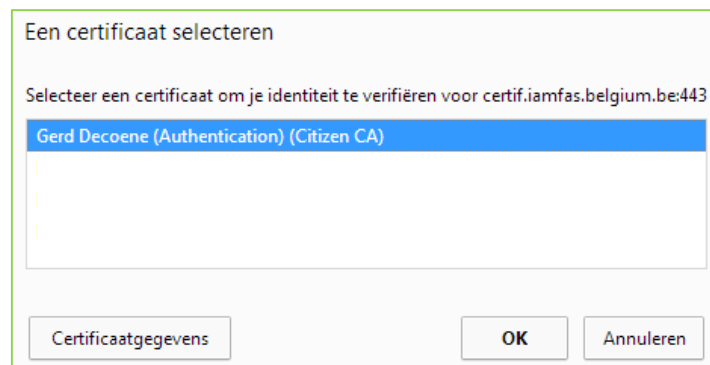 Een certificaat selecteren
Selecteer een certificaat om je identiteit te verifiëren voor certif.iamfas.belgium.be:443
Gerd Decoene (Authentication) (Citizen CA)
Certificaatgegevens OK Annuleren